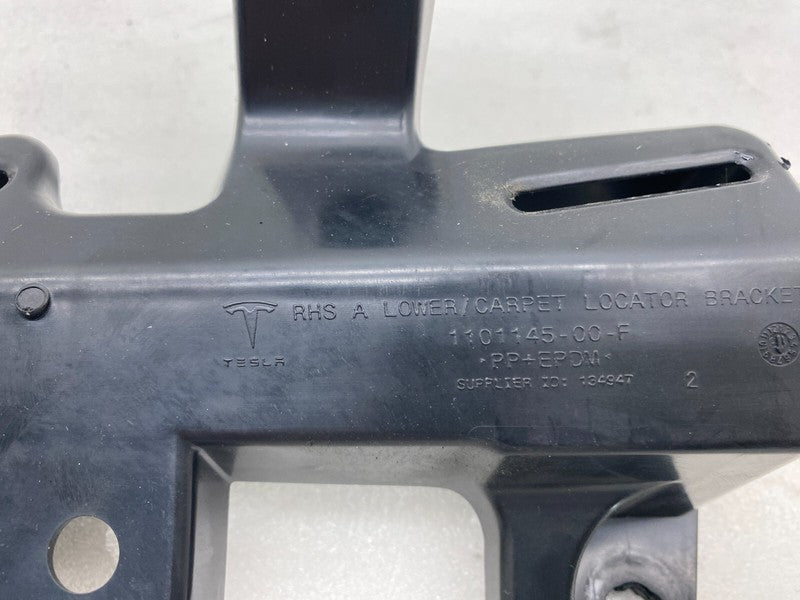 RHS A LOWER/CARPET LOCATOR BRACKET
TESLA
1101145-00-F
>PP+EPDM<
SUPPLIER ID: 134947
2